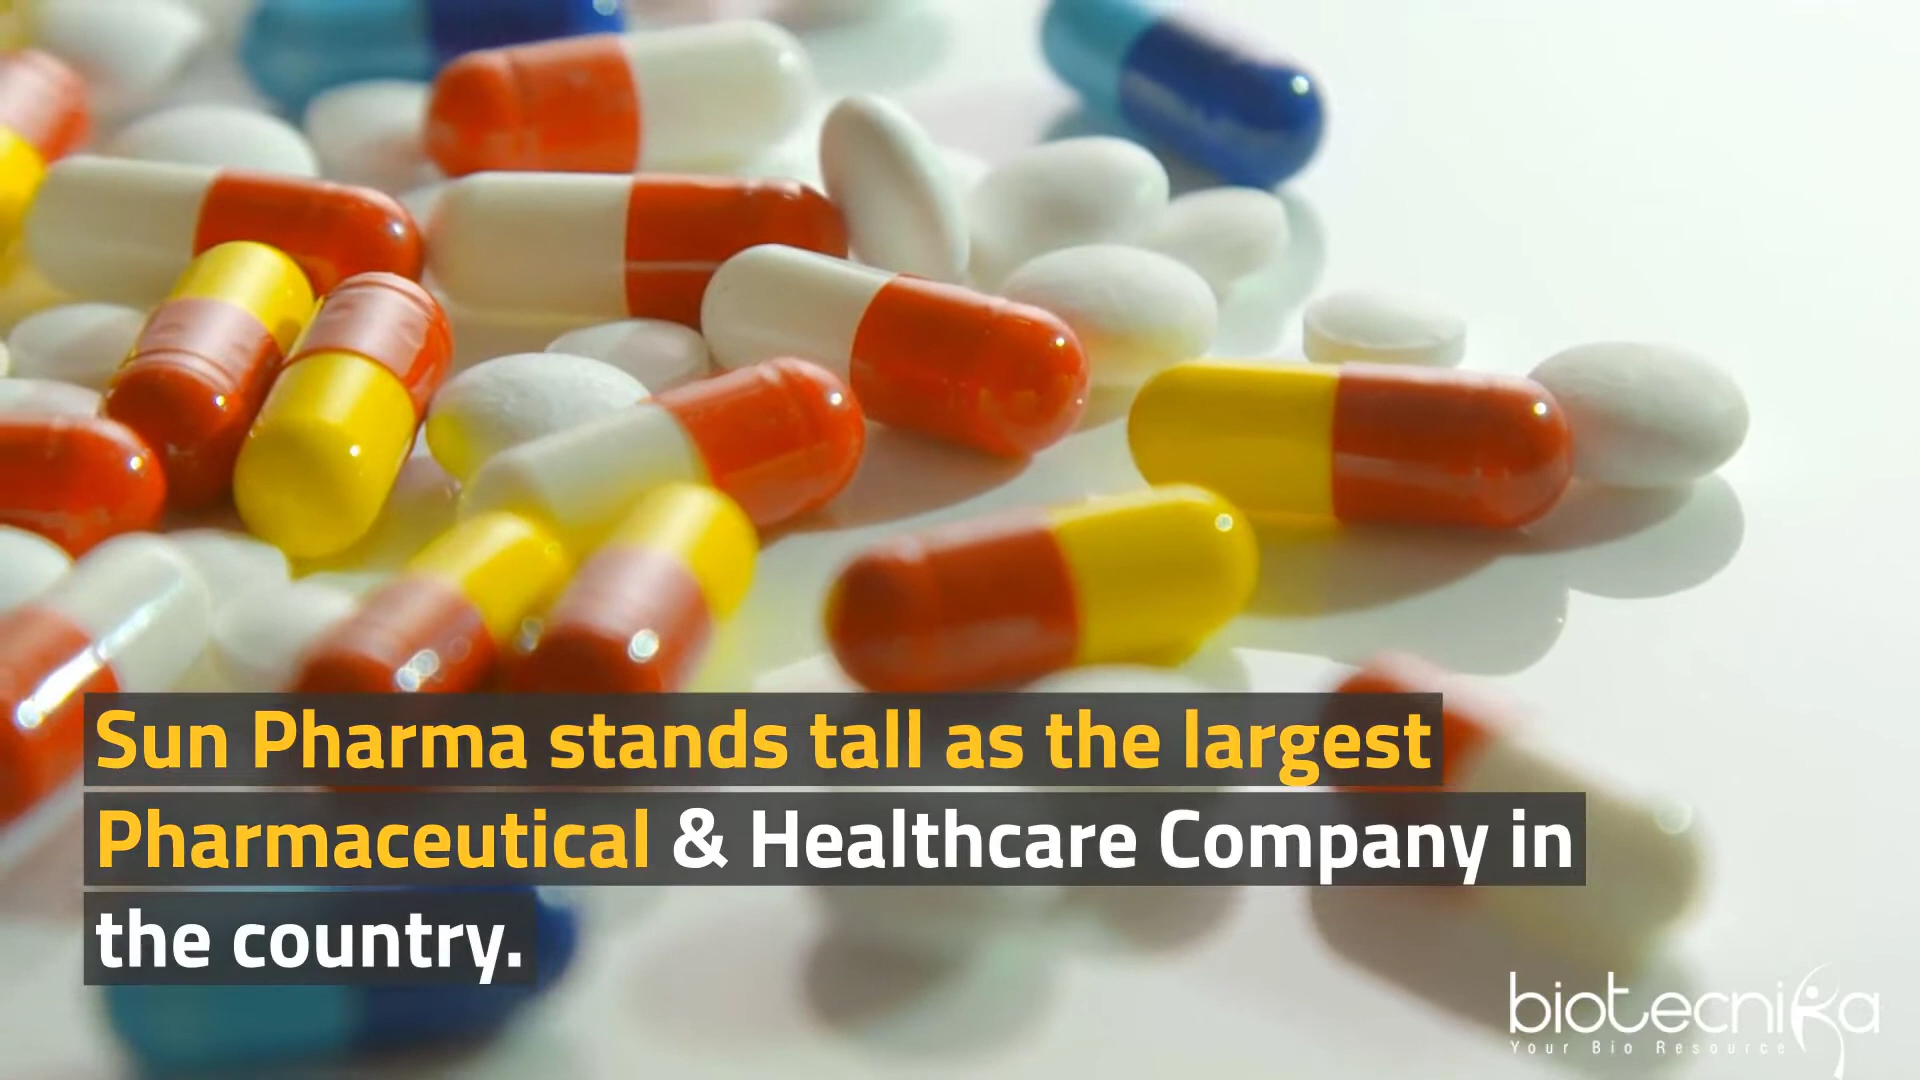 Sun Pharma stands tall as the largest
Pharmaceutical & Healthcare Company in
the country.
biotecnika
Your Bio Resource